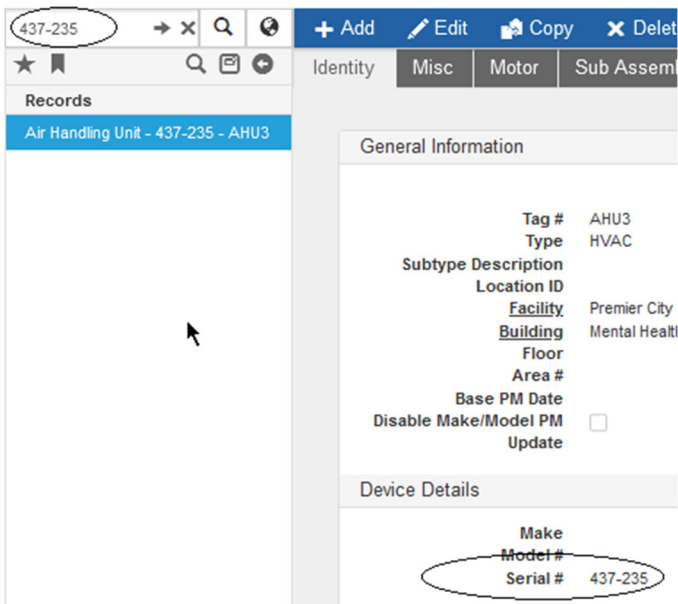 437-235
Add Edit Copy Delet
Identity Misc Motor Sub Assem
Records
Air Handling Unit - 437-235 - AHU3
General Information
Tag # AHU3
Type HVAC
Subtype Description
Location ID
Facility Premier City
Building Mental Healt
Floor
Area #
Base PM Date
Disable Make/Model PM
Update
Device Details
Make
Model #
Serial # 437-235